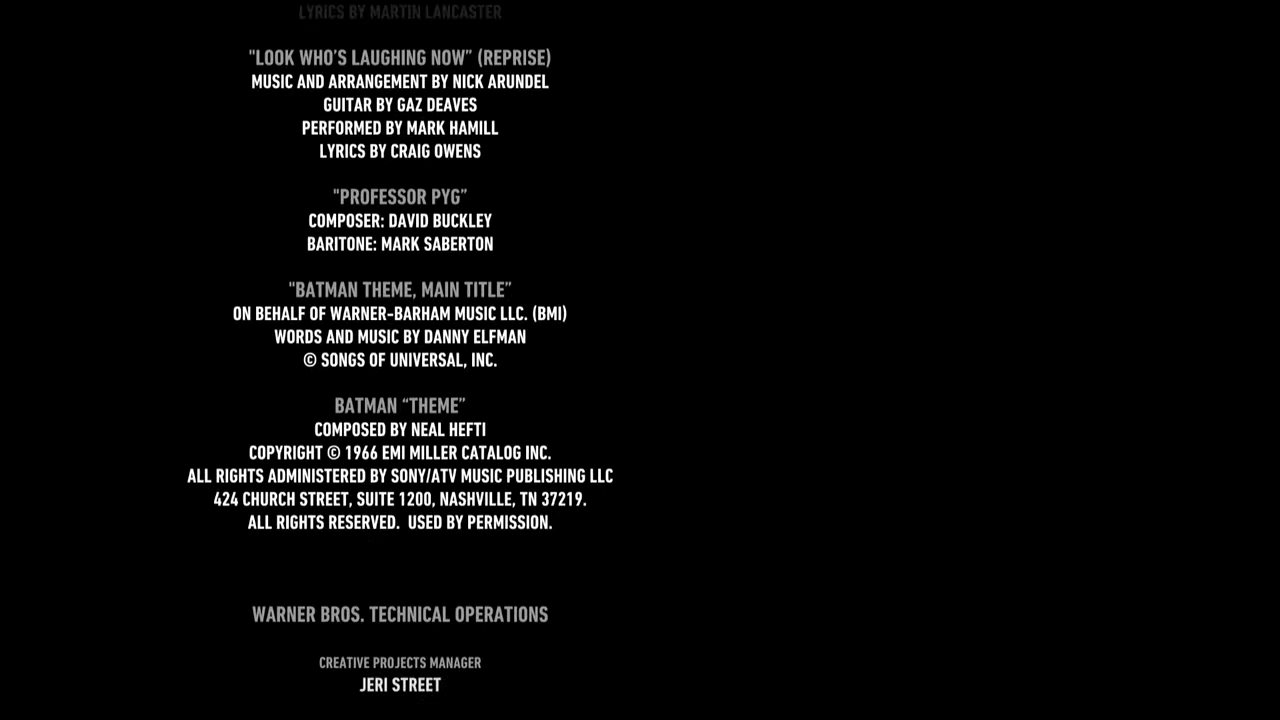 LYRICS BY MARTIN LANCASTER
"LOOK WHO'S LAUGHING NOW” (REPRISE)
MUSIC AND ARRANGEMENT BY NICK ARUNDEL
GUITAR BY GAZ DEAVES
PERFORMED BY MARK HAMILL
LYRICS BY CRAIG OWENS
"PROFESSOR PYG”
COMPOSER: DAVID BUCKLEY
BARITONE: MARK SABERTON
"BATMAN THEME, MAIN TITLE”
ON BEHALF OF WARNER-BARHAM MUSIC LLC. (BMI)
WORDS AND MUSIC BY DANNY ELFMAN
© SONGS OF UNIVERSAL, INC.
BATMAN “THEME”
COMPOSED BY NEAL HEFTI
COPYRIGHT © 1966 EMI MILLER CATALOG INC.
ALL RIGHTS ADMINISTERED BY SONY/ATV MUSIC PUBLISHING LLC
424 CHURCH STREET, SUITE 1200, NASHVILLE, TN 37219.
ALL RIGHTS RESERVED.  USED BY PERMISSION.
WARNER BROS. TECHNICAL OPERATIONS
CREATIVE PROJECTS MANAGER
JERI STREET